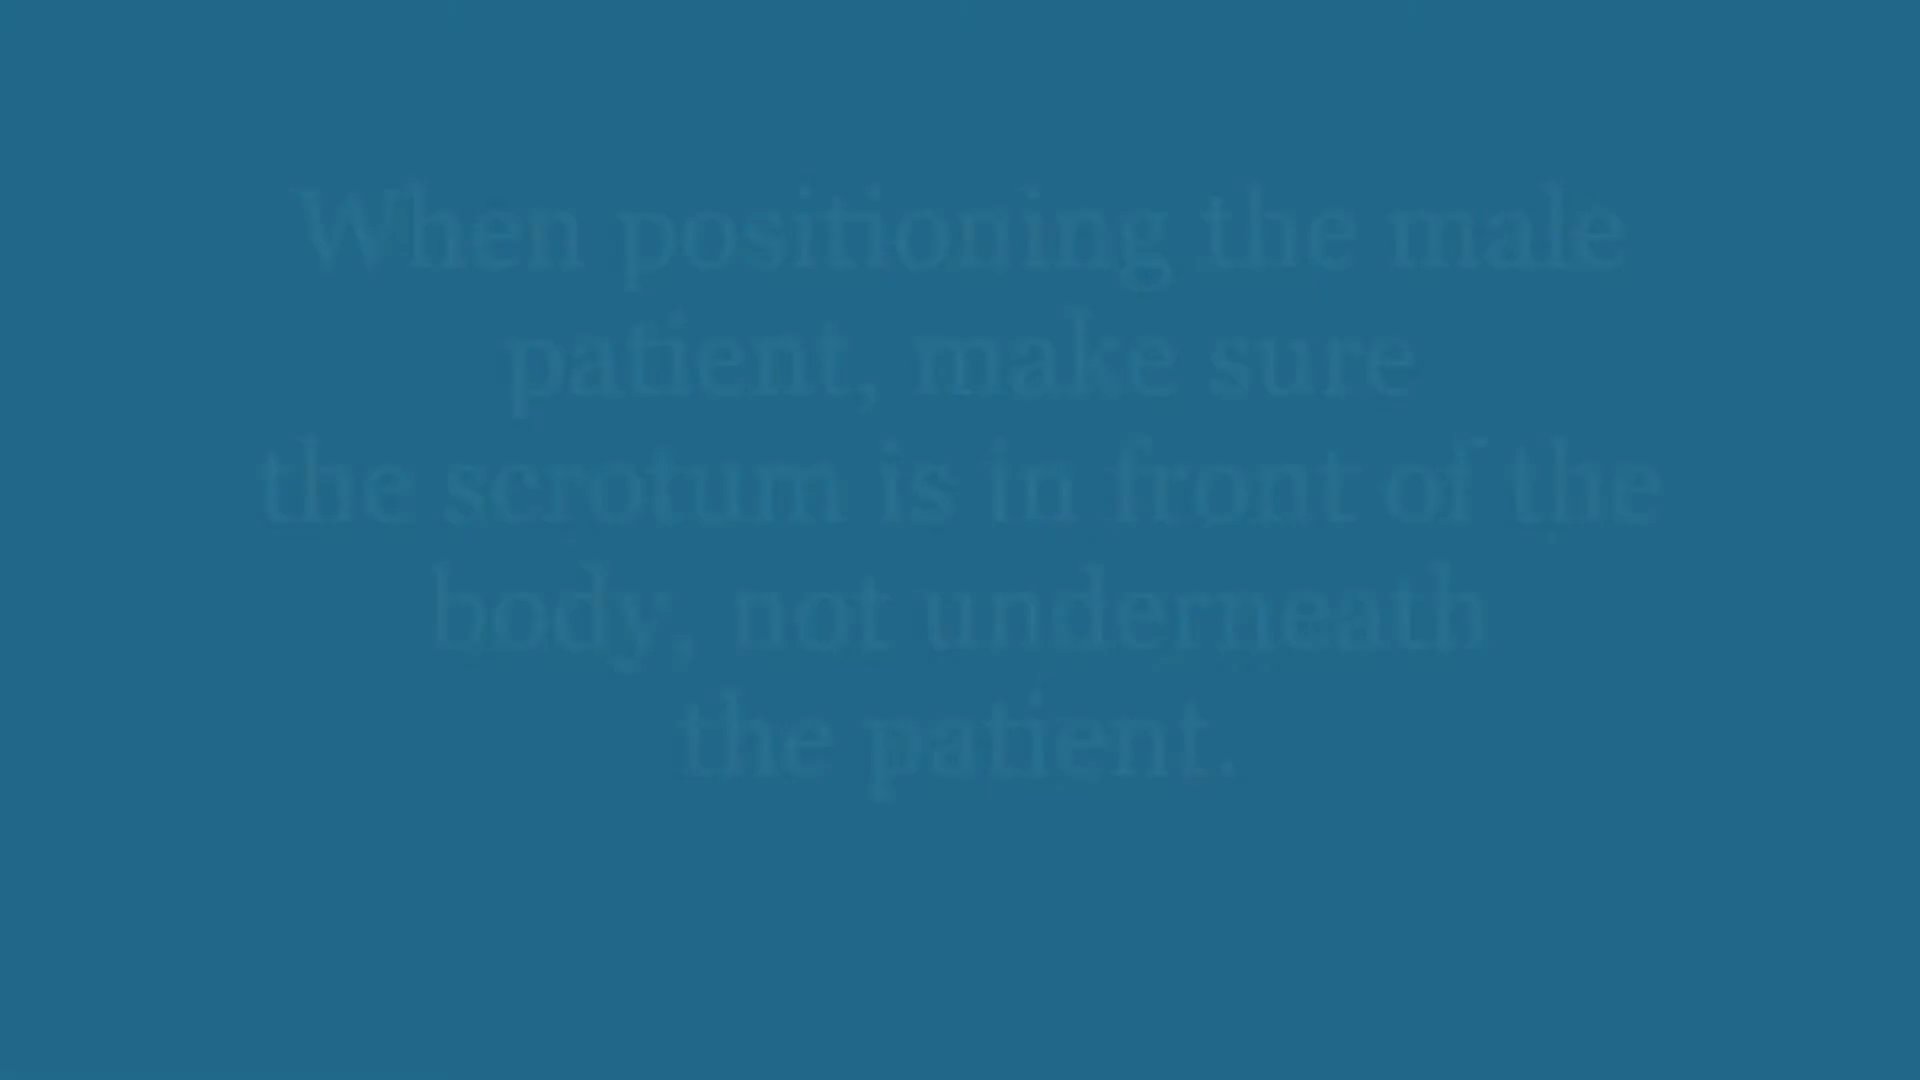 When positioning the male
patient, make sure
the scrotum is in front of the
body, not underneath
the patient.